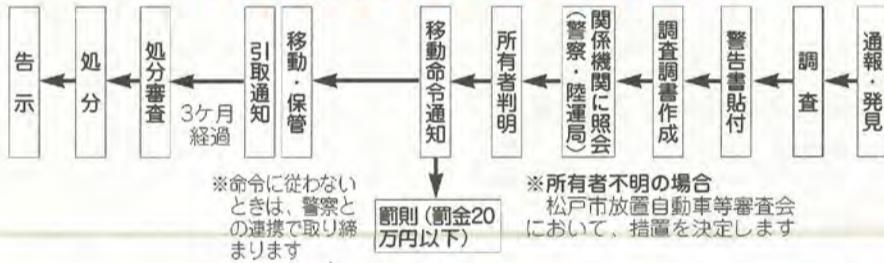 通報・発見
調査
警告書貼付
調査調書作成
関係機関に照会
（警察・陸運局）
所有者判明
移動命令通知
移動・保管
引取通知
3ケ月
経過
処分審査
処分
告示
罰則（罰金20
万円以下）
※所有者不明の場合
松戸市放置自動車等審査会
において、措置を決定します
※命令に従わない
ときは、警察と
の連携で取り締
まります